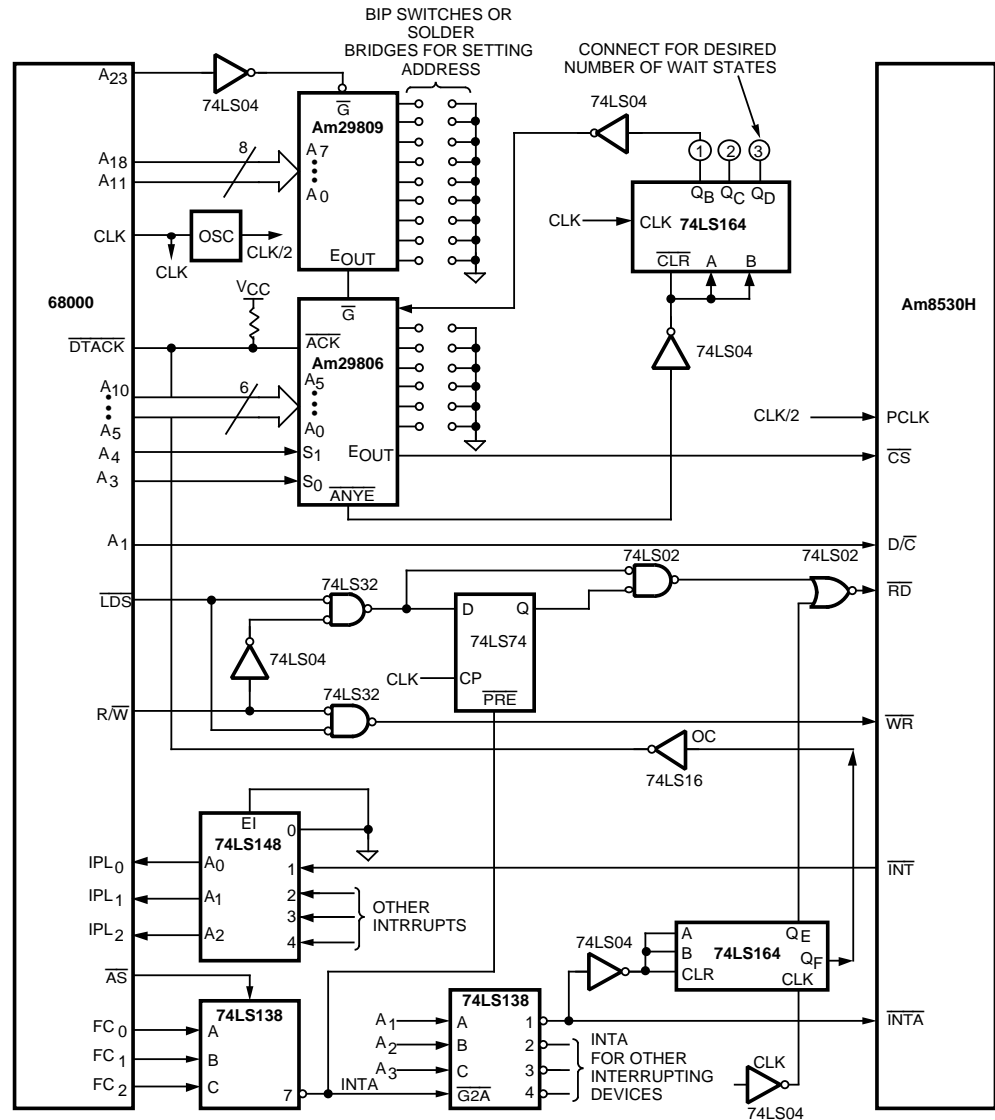 BIP SWITCHES OR
SOLDER
BRIDGES FOR SETTING
ADDRESS
CONNECT FOR DESIRED
NUMBER OF WAIT STATES
A23
74LS04
G
Am29809
A7
A0
EOUT
8
A18
A11
CLK
OSC
CLK/2
CLK
74LS04
1
2
3
QB
QC
QD
CLK
CLK
74LS164
CLR
A
B
74LS04
68000
Am8530H
VCC
DTACK
G
ACK
Am29806
A5
A0
S1
S0
EOUT
ANYE
A10
6
A5
A4
A3
CLK/2
PCLK
CS
A1
D/C
LDS
74LS32
74LS02
74LS02
RD
D
Q
74LS74
CP
PRE
CLK
74LS04
R/W
74LS32
WR
OC
74LS16
EI
0
74LS148
A0
A1
A2
1
2
3
4
IPL0
IPL1
IPL2
INT
OTHER
INTRRUPTS
74LS04
A
B
CLR
QE
74LS164
QF
CLK
AS
74LS138
FC0
FC1
FC2
A
B
C
7
INTA
74LS138
A1
A2
A3
A
B
C
G2A
1
2
3
4
INTA
FOR OTHER
INTERRUPTING
DEVICES
INTA
CLK
74LS04